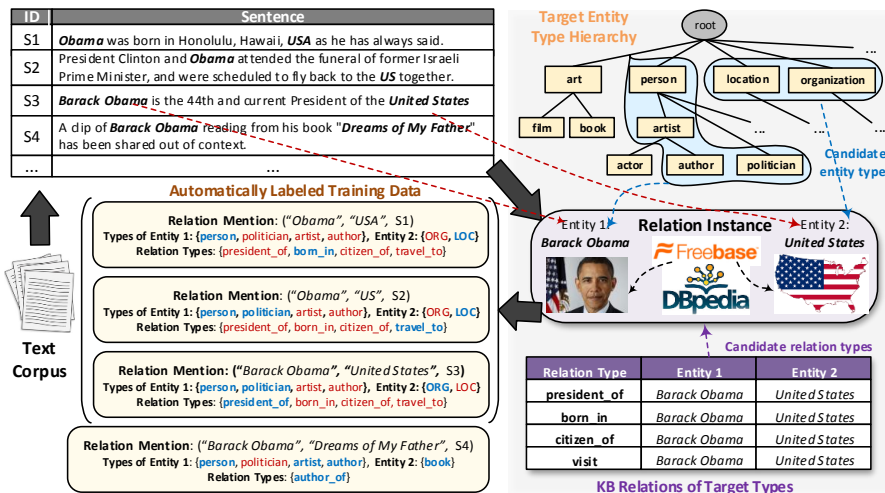 ID Sentence
S1 Obama was born in Honolulu, Hawaii, USA as he has always said.
S2 President Clinton and Obama attended the funeral of former Israeli
Prime Minister, and were scheduled to fly back to the US together.
S3 Barack Obama is the 44th and current President of the United States
S4 A clip of Barack Obama reading from his book "Dreams of My Father"
has been shared out of context.
... ...
Target Entity
Type Hierarchy
root
...
art person location organization
film book artist ... ...
actor author politician
Candidate
entity types
Text
Corpus
Automatically Labeled Training Data
Relation Mention: ("Obama", "USA", S1)
Types of Entity 1: {person, politician, artist, author}, Entity 2: {ORG, LOC}
Relation Types: {president_of, born_in, citizen_of, travel_to}
Relation Mention: ("Obama", "US", S2)
Types of Entity 1: {person, politician, artist, author}, Entity 2: {ORG, LOC}
Relation Types: {president_of, born_in, citizen_of, travel_to}
Relation Mention: ("Barack Obama", "United States", S3)
Types of Entity 1: {person, politician, artist, author}, Entity 2: {ORG, LOC}
Relation Types: {president_of, born_in, citizen_of, travel_to}
Relation Mention: ("Barack Obama", "Dreams of My Father", S4)
Types of Entity 1: {person, politician, artist, author}, Entity 2: {book}
Relation Types: {author_of}
Entity 1:
Barack Obama
Relation Instance
Entity 2:
United States
Freebase
DBpedia
Candidate relation types
Relation Type Entity 1 Entity 2
president_of Barack Obama United States
born_in Barack Obama United States
citizen_of Barack Obama United States
visit Barack Obama United States
KB Relations of Target Types